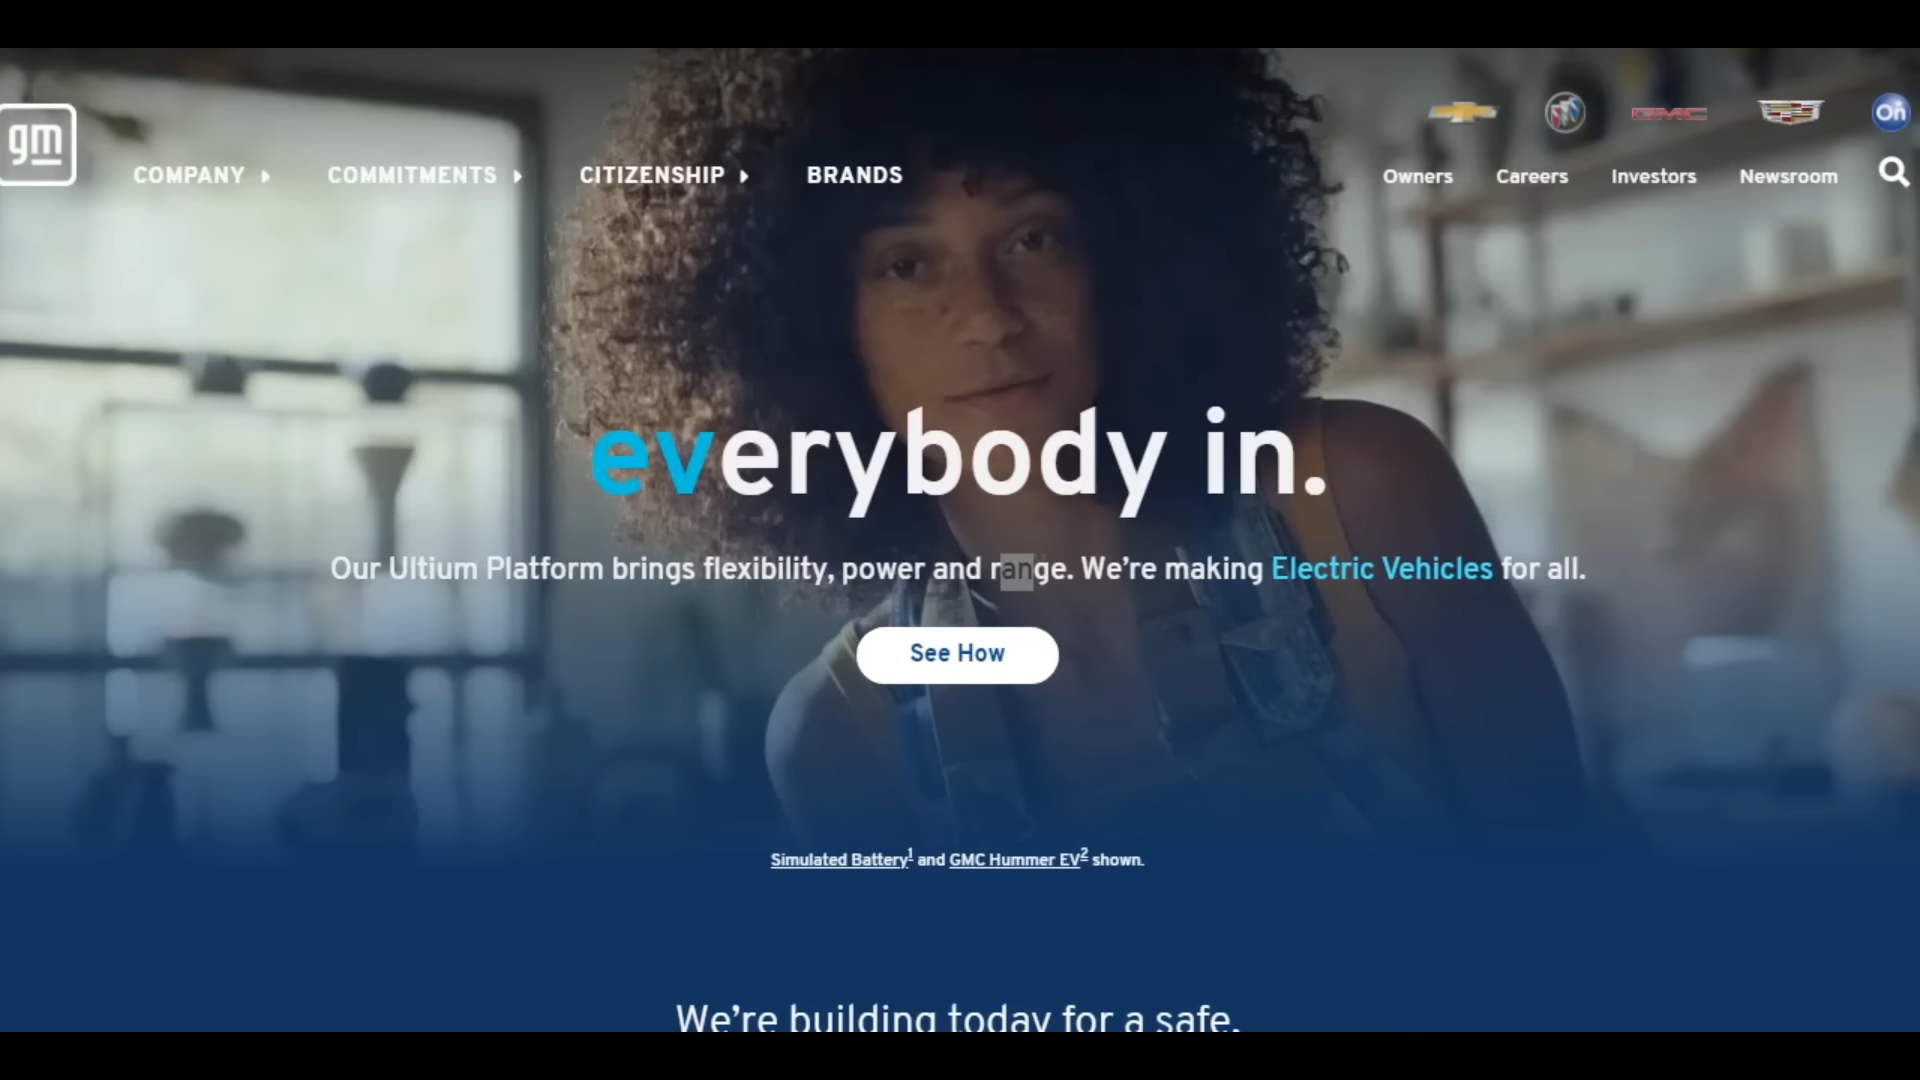 gm
GMC
On
COMPANY
COMMITMENTS
CITIZENSHIP
BRANDS
Owners
Careers
Investors
Newsroom
everybody in.
Our Ultium Platform brings flexibility, power and range. We’re making Electric Vehicles for all.
See How
Simulated Battery1 and GMC Hummer EV2 shown.
We’re building today for a safe,